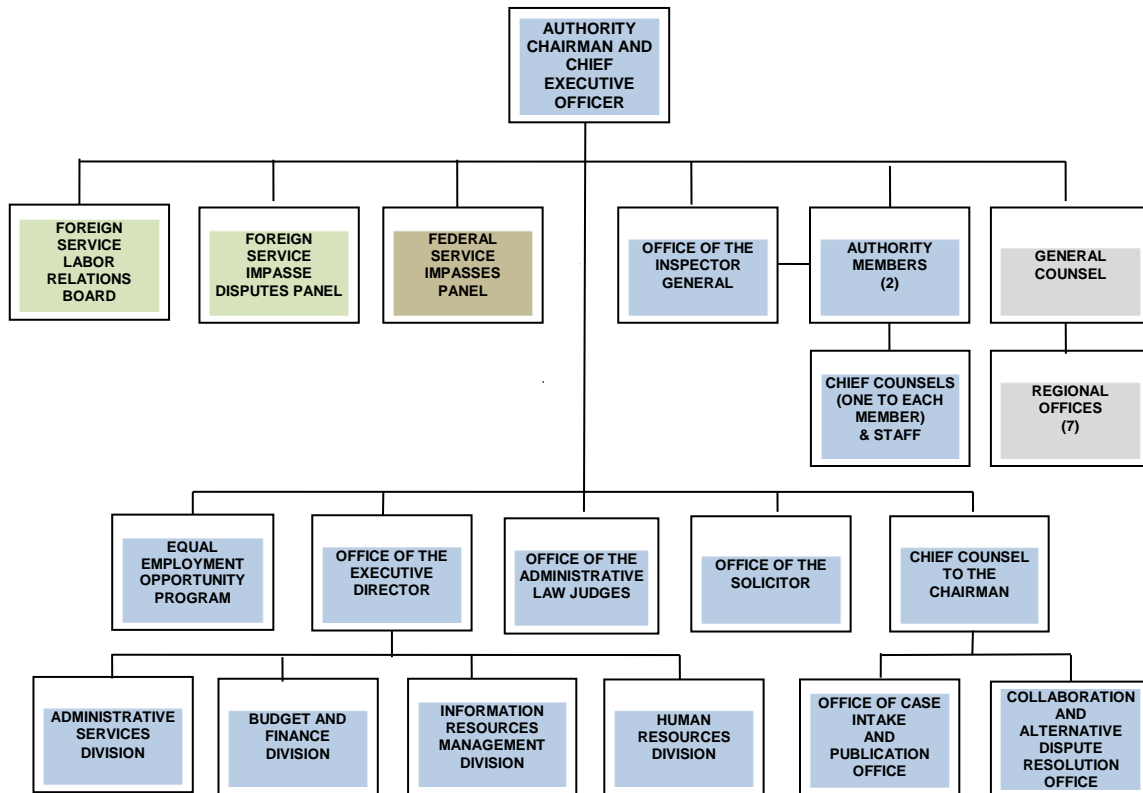 AUTHORITY
CHAIRMAN AND
CHIEF
EXECUTIVE
OFFICER
FOREIGN
SERVICE
LABOR
RELATIONS
BOARD
FOREIGN
SERVICE
IMPASSE
DISPUTES PANEL
FEDERAL
SERVICE
IMPASSES
PANEL
OFFICE OF THE
INSPECTOR
GENERAL
AUTHORITY
MEMBERS
(2)
GENERAL
COUNSEL
CHIEF COUNSELS
(ONE TO EACH
MEMBER)
& STAFF
REGIONAL
OFFICES
(7)
EQUAL
EMPLOYMENT
OPPORTUNITY
PROGRAM
OFFICE OF THE
EXECUTIVE
DIRECTOR
OFFICE OF THE
ADMINISTRATIVE
LAW JUDGES
OFFICE OF THE
SOLICITOR
CHIEF COUNSEL
TO THE
CHAIRMAN
ADMINISTRATIVE
SERVICES
DIVISION
BUDGET AND
FINANCE
DIVISION
INFORMATION
RESOURCES
MANAGEMENT
DIVISION
HUMAN
RESOURCES
DIVISION
OFFICE OF CASE
INTAKE
AND
PUBLICATION
OFFICE
COLLABORATION
AND
ALTERNATIVE
DISPUTE
RESOLUTION
OFFICE